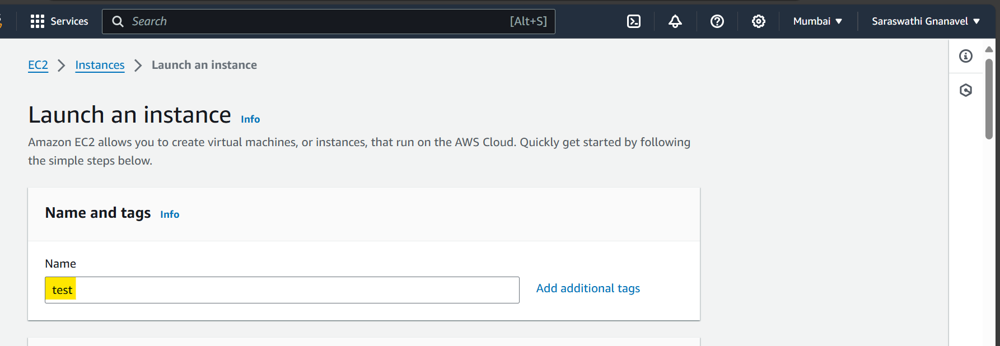 Services
Search [Alt+S]
Mumbai
Saraswathi Gnanavel
EC2 Instances Launch an instance
Launch an instance Info
Amazon EC2 allows you to create virtual machines, or instances, that run on the AWS Cloud. Quickly get started by following
the simple steps below.
Name and tags Info
Name
test
Add additional tags